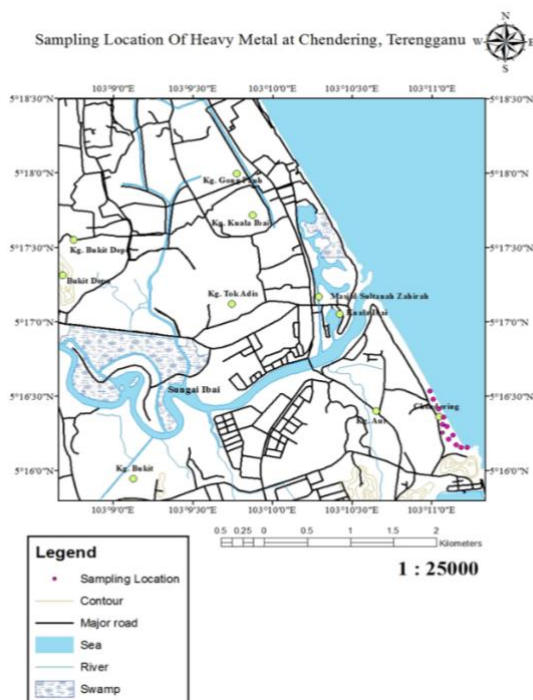 Sampling Location Of Heavy Metal at Chendering, Terengganu
N
W
E
S
103°9'0"E 103°9'30"E 103°10'0"E 103°10'30"E 103°11'0"E
5°18'30"N 5°18'30"N
5°18'0"N 5°18'0"N
Kg. Kuala Ibai
5°17'30"N 5°17'30"N
Kg. Bukit Depu
Bukit Depu
Kg. Tok Adis
Masjid Sultanah Zahirah
Kuala Ibai
5°17'0"N 5°17'0"N
Sungai Ibai
5°16'30"N 5°16'30"N
Chendering
Kg. Aur
Kg. Bukit
5°16'0"N 5°16'0"N
103°9'0"E 103°9'30"E 103°10'0"E 103°10'30"E 103°11'0"E
0.5 0.25 0 0.5 1 1.5 2
Kilometers
1 : 25000
Legend
Sampling Location
Contour
Major road
Sea
River
Swamp